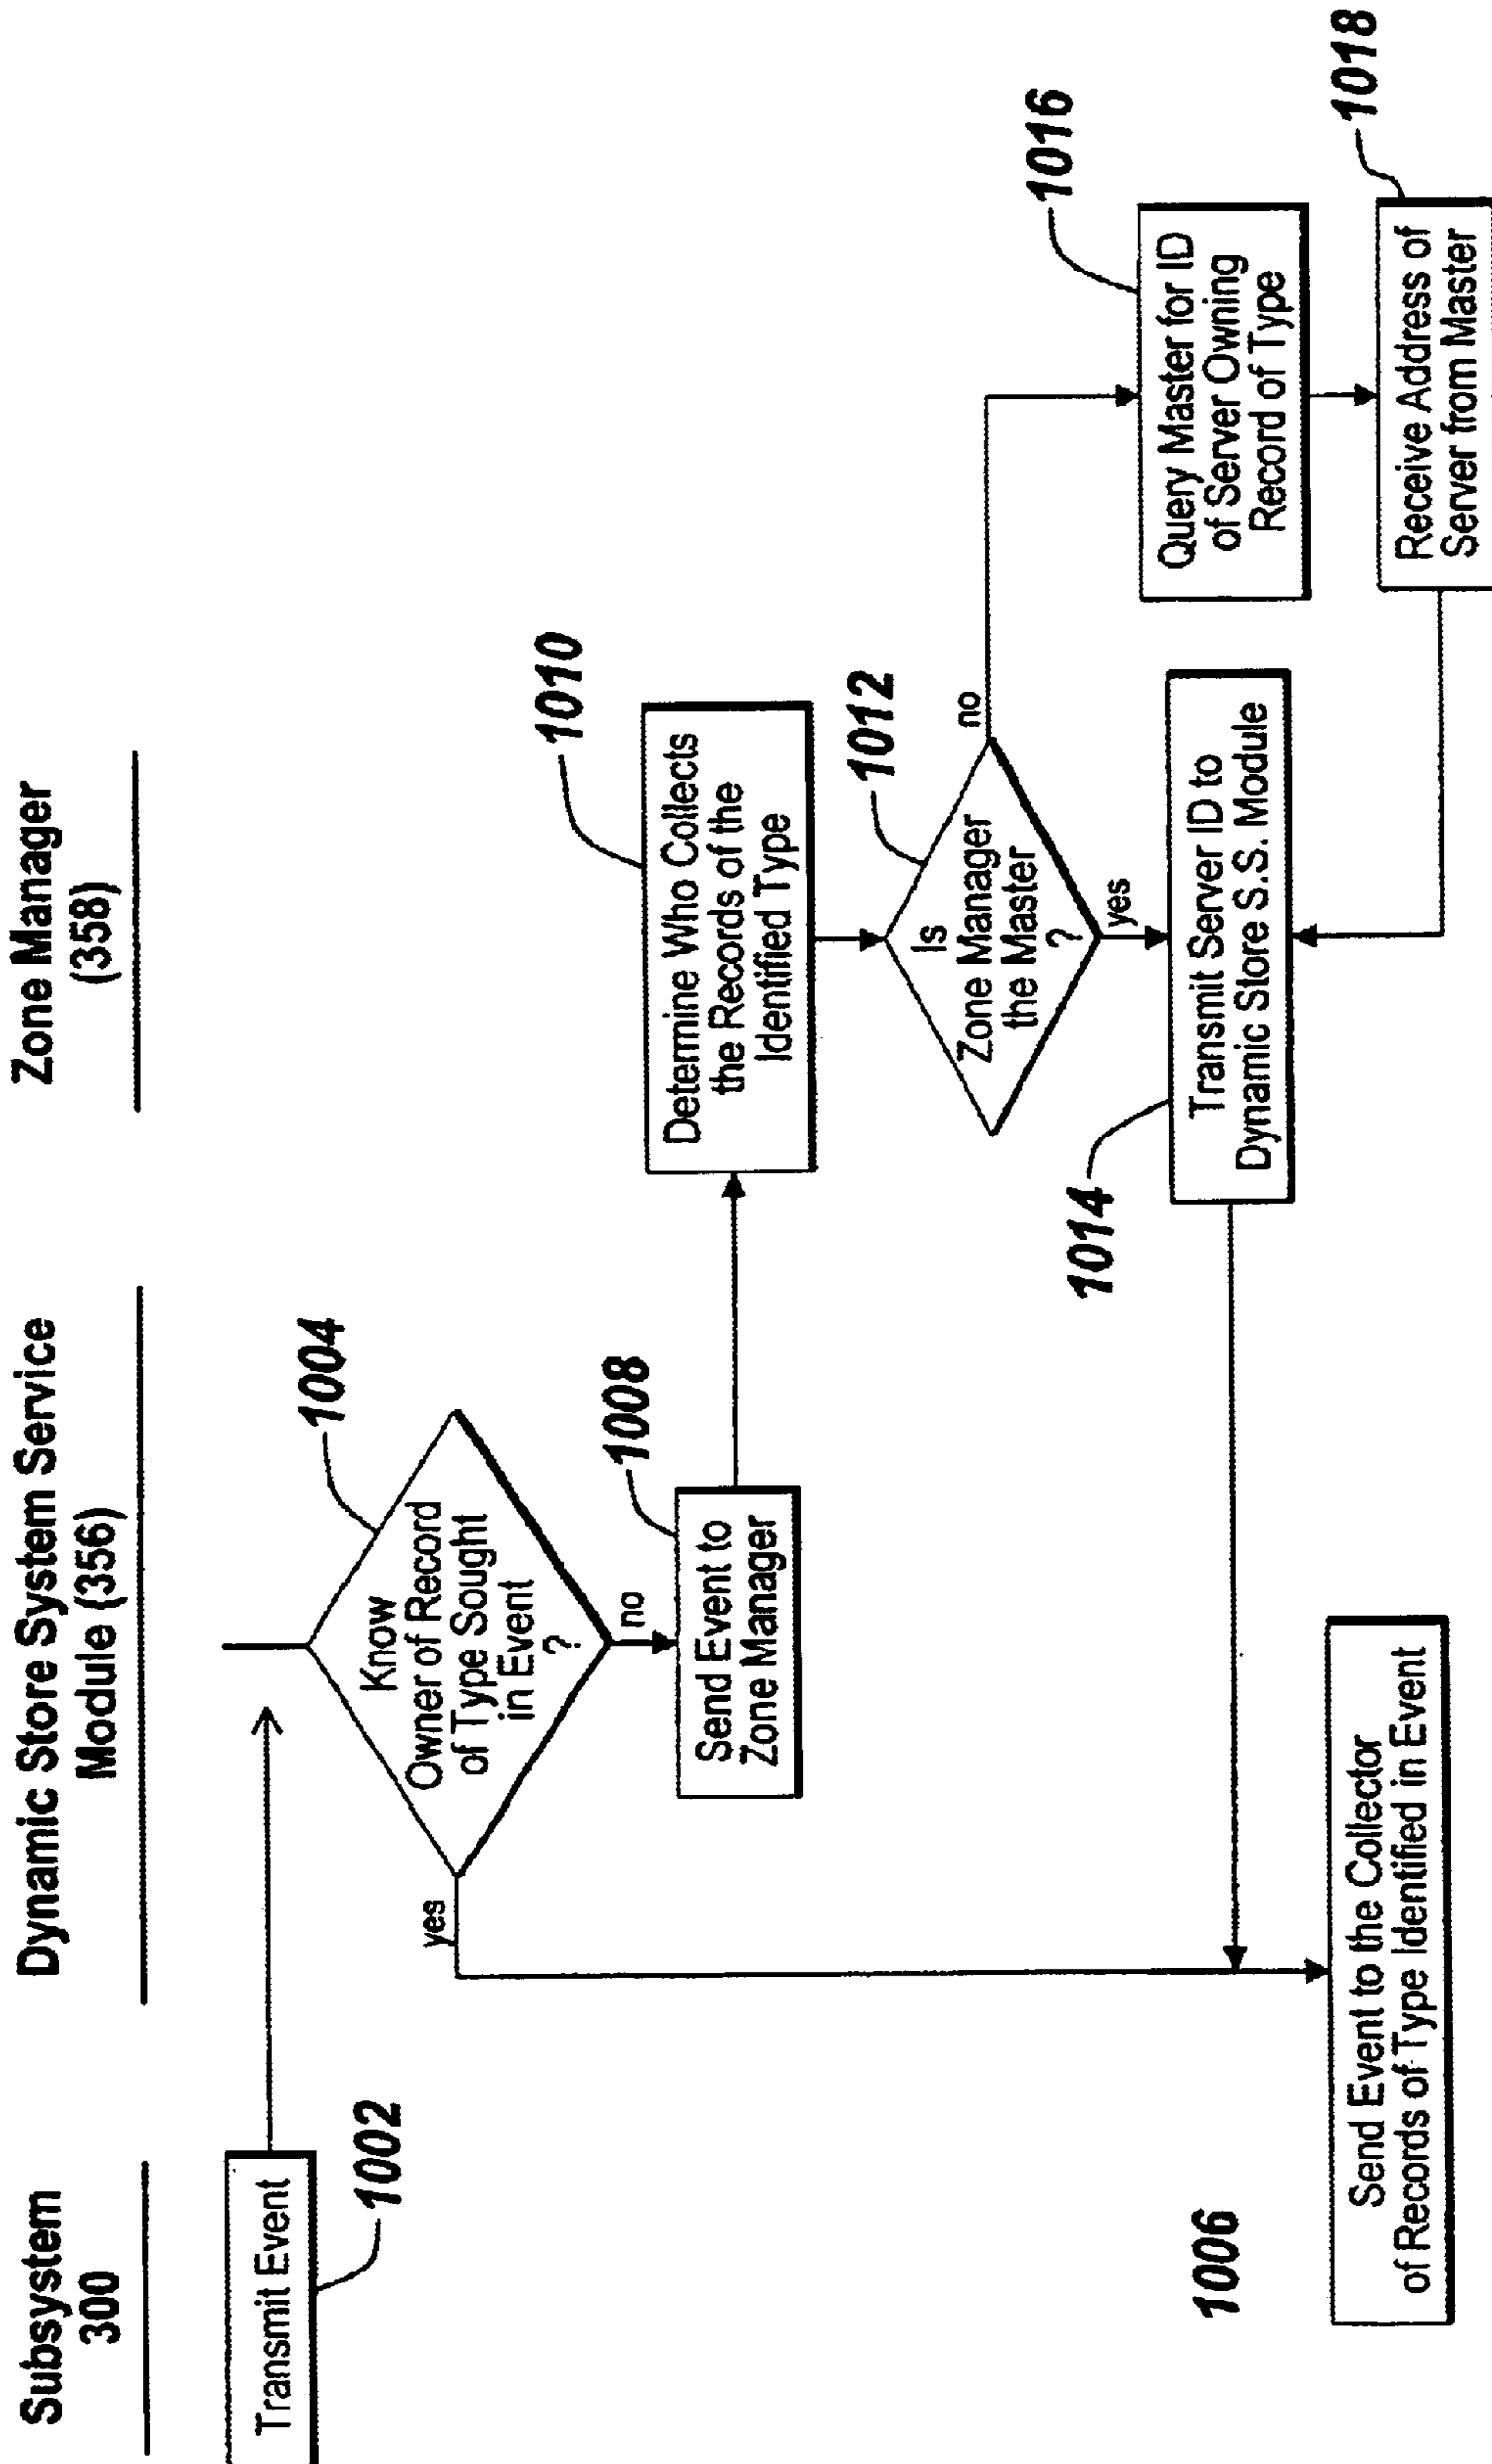 Subsystem
300
Dynamic Store System Service
Module (356)
Zone Manager
(358)
Transmit Event
1002
Know
Owner of Record
of Type Sought
in Event
?
1004
yes
no
Send Event to
Zone Manager
1008
Determine Who Collects
the Records of the
Identified Type
1010
Is
Zone Manager
the Master
?
1012
no
yes
Transmit Server ID to
Dynamic Store S.S. Module
1014
Query Master for ID
of Server Owning
Record of Type
1016
Receive Address of
Server from Master
1018
1006
Send Event to the Collector
of Records of Type Identified in Event